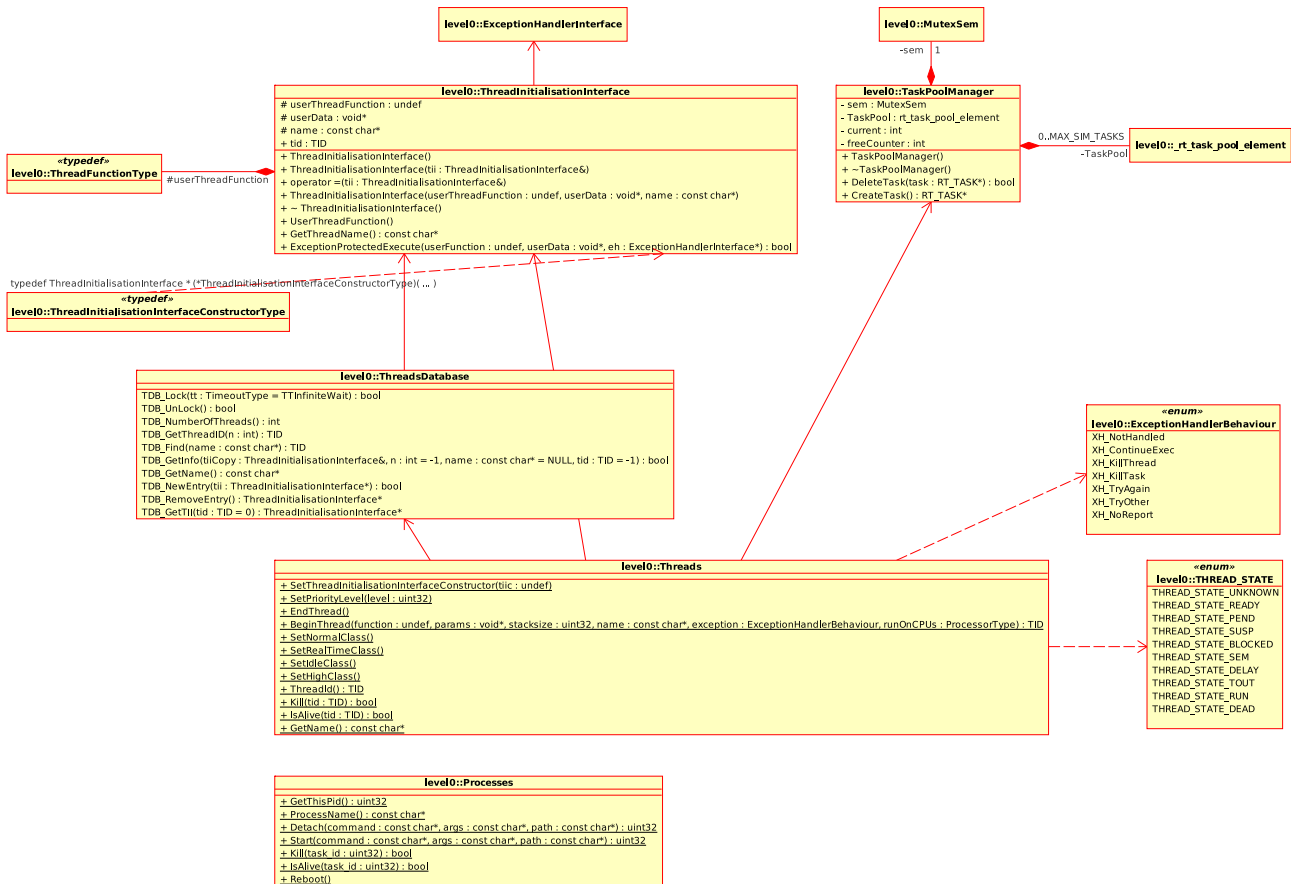 level0::ExceptionHandlerInterface
level0::MutexSem
-sem 1
level0::ThreadInitialisationInterface
# userThreadFunction : undef
# userData : void*
# name : const char*
# tid : TID
+ ThreadInitialisationInterface()
+ ThreadInitialisationInterface(tii : ThreadInitialisationInterface&)
+ operator =(tii : ThreadInitialisationInterface&)
+ ThreadInitialisationInterface(userThreadFunction : undef, userData : void*, name : const char*)
+ ~ ThreadInitialisationInterface()
+ UserThreadFunction()
+ GetThreadName() : const char*
+ ExceptionProtectedExecute(userFunction : undef, userData : void*, eh : ExceptionHandlerInterface*) : bool
level0::TaskPoolManager
- sem : MutexSem
- TaskPool : rt_task_pool_element
- current : int
- freeCounter : int
+ TaskPoolManager()
+ ~TaskPoolManager()
+ DeleteTask(task : RT_TASK*) : bool
+ CreateTask() : RT_TASK*
0..MAX_SIM_TASKS
-TaskPool
level0::_rt_task_pool_element
«typedef»
level0::ThreadFunctionType
#userThreadFunction
typedef ThreadInitialisationInterface * (*ThreadInitialisationInterfaceConstructorType)( ... )
«typedef»
level0::ThreadInitialisationInterfaceConstructorType
level0::ThreadsDatabase
TDB_Lock(tt : TimeoutType = TTInfiniteWait) : bool
TDB_UnLock() : bool
TDB_NumberOfThreads() : int
TDB_GetThreadID(n : int) : TID
TDB_Find(name : const char*) : TID
TDB_GetInfo(tiiCopy : ThreadInitialisationInterface&, n : int = -1, name : const char* = NULL, tid : TID = -1) : bool
TDB_GetName() : const char*
TDB_NewEntry(tii : ThreadInitialisationInterface*) : bool
TDB_RemoveEntry() : ThreadInitialisationInterface*
TDB_GetTII(tid : TID = 0) : ThreadInitialisationInterface*
«enum»
level0::ExceptionHandlerBehaviour
XH_NotHandled
XH_ContinueExec
XH_KillThread
XH_KillTask
XH_TryAgain
XH_TryOther
XH_NoReport
level0::Threads
+ SetThreadInitialisationInterfaceConstructor(tiic : undef)
+ SetPriorityLevel(level : uint32)
+ EndThread()
+ BeginThread(function : undef, params : void*, stacksize : uint32, name : const char*, exception : ExceptionHandlerBehaviour, runOnCPUs : ProcessorType) : TID
+ SetNormalClass()
+ SetRealTimeClass()
+ SetIdleClass()
+ SetHighClass()
+ ThreadId() : TID
+ Kill(tid : TID) : bool
+ IsAlive(tid : TID) : bool
+ GetName() : const char*
«enum»
level0::THREAD_STATE
THREAD_STATE_UNKNOWN
THREAD_STATE_READY
THREAD_STATE_PEND
THREAD_STATE_SUSP
THREAD_STATE_BLOCKED
THREAD_STATE_SEM
THREAD_STATE_DELAY
THREAD_STATE_TOUT
THREAD_STATE_RUN
THREAD_STATE_DEAD
level0::Processes
+ GetThisPid() : uint32
+ ProcessName() : const char*
+ Detach(command : const char*, args : const char*, path : const char*) : uint32
+ Start(command : const char*, args : const char*, path : const char*) : uint32
+ Kill(task_id : uint32) : bool
+ IsAlive(task_id : uint32) : bool
+ Reboot()